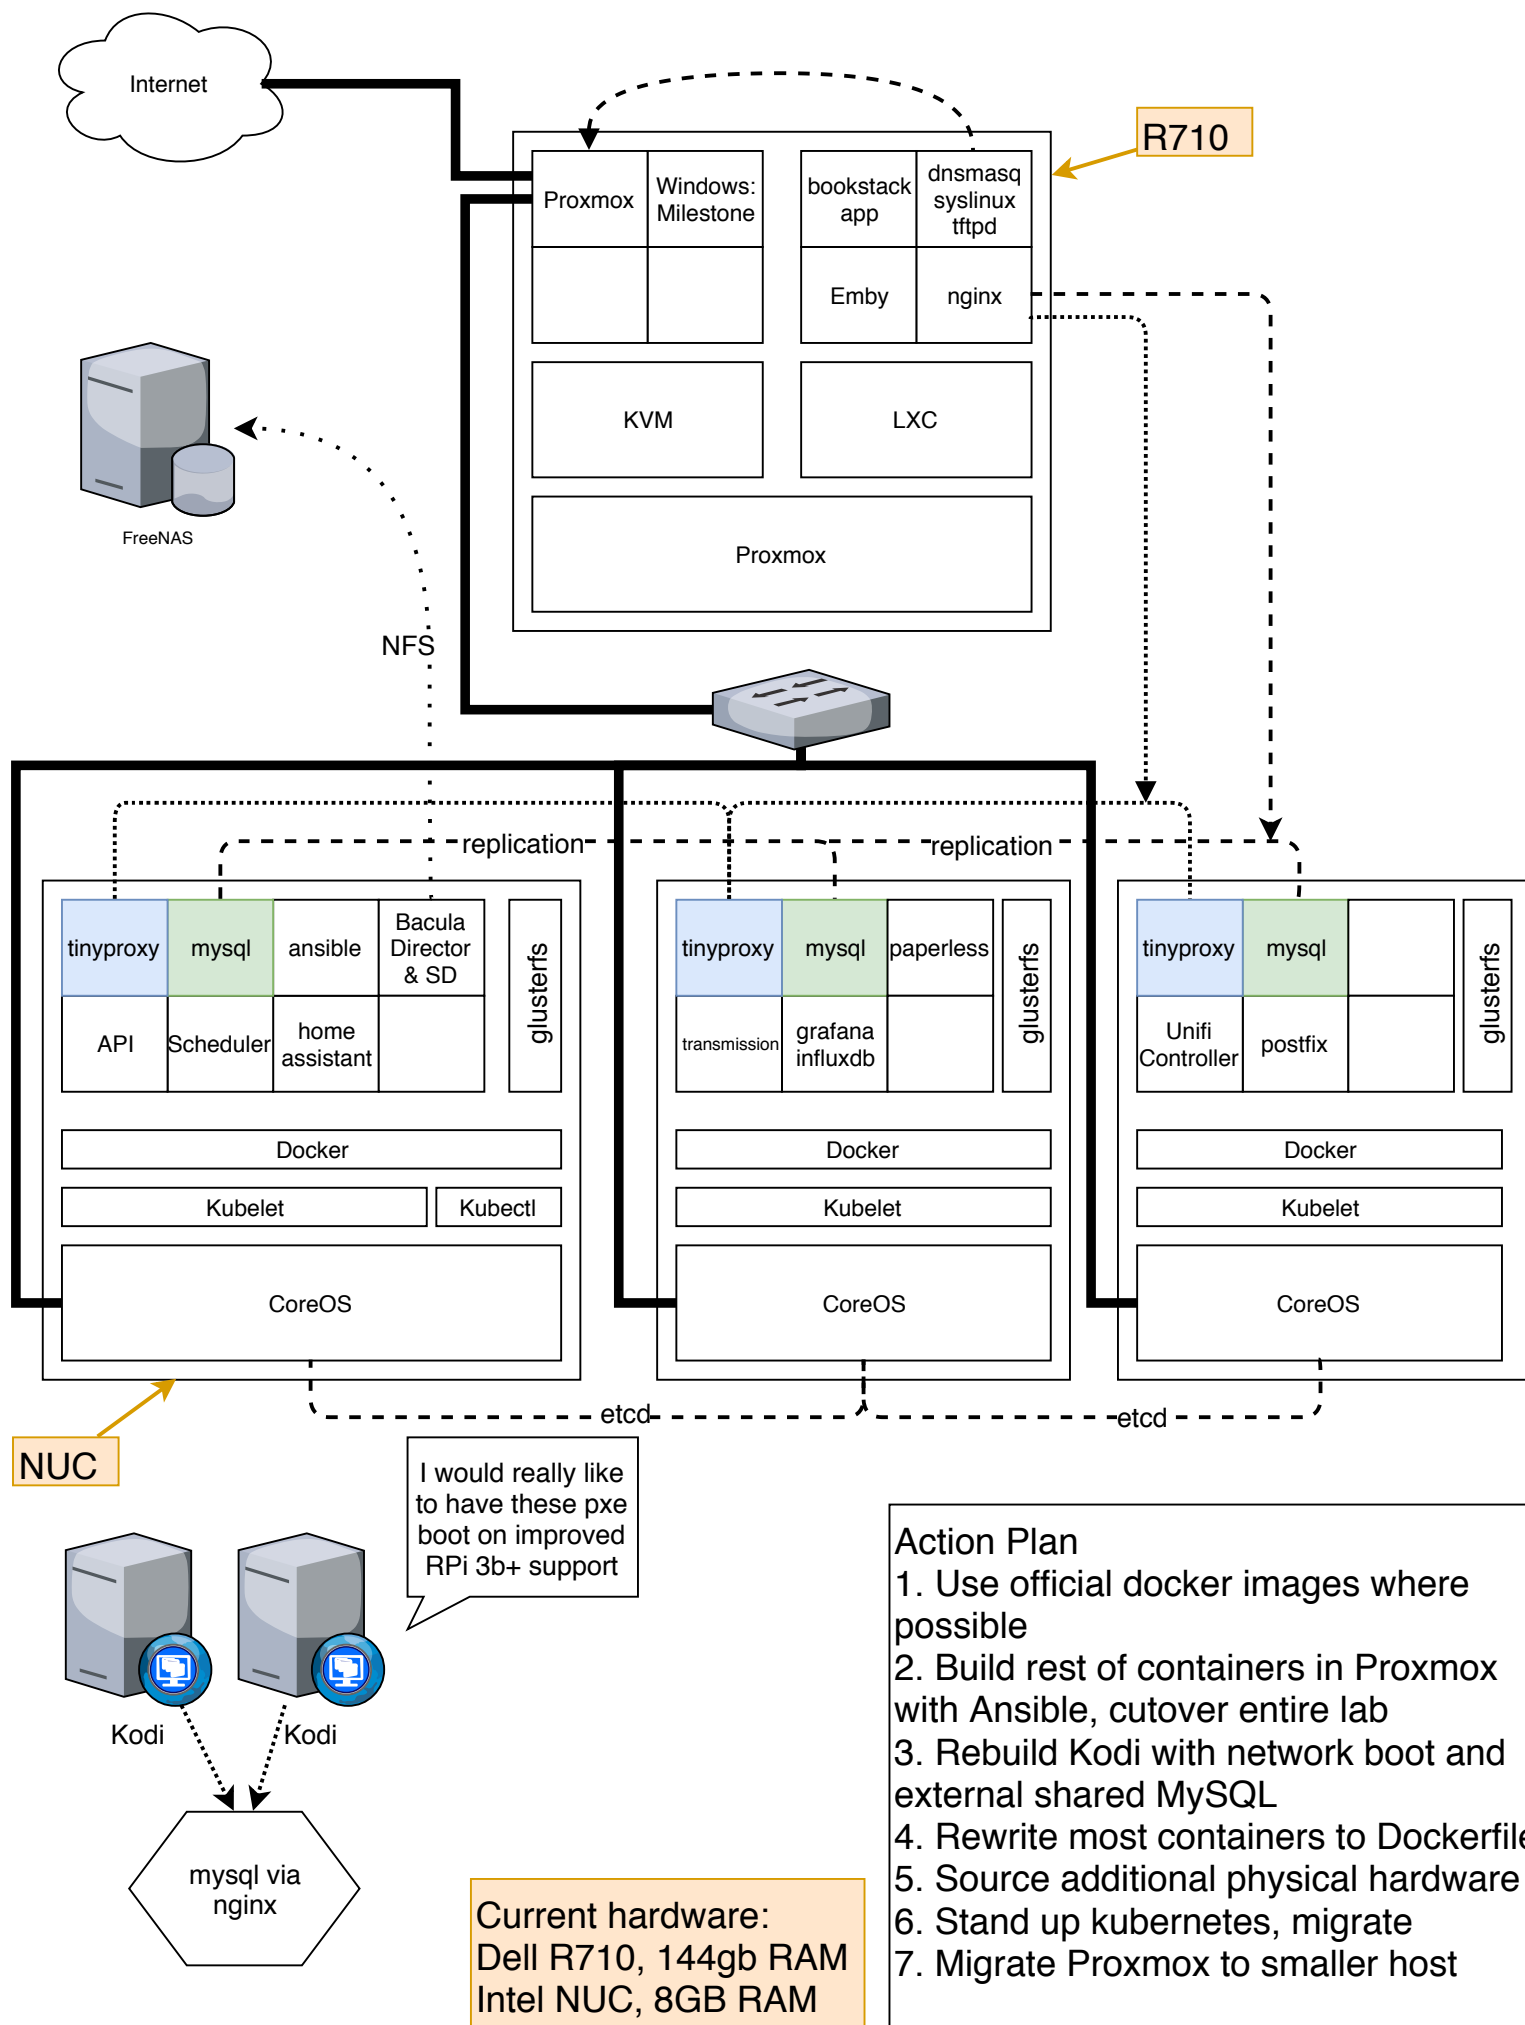 Internet
R710
Proxmox
Windows:
Milestone
bookstack
app
dnsmasq
syslinux
tftpd
Emby
nginx
KVM
LXC
Proxmox
FreeNAS
NFS
replication
replication
tinyproxy
mysql
ansible
Bacula
Director
& SD
glusterfs
API
Scheduler
home
assistant
Docker
Kubelet
Kubectl
CoreOS
tinyproxy
mysql
paperless
glusterfs
transmission
grafana
influxdb
Docker
Kubelet
CoreOS
tinyproxy
mysql
glusterfs
Unifi
Controller
postfix
Docker
Kubelet
CoreOS
etcd
etcd
NUC
I would really like
to have these pxe
boot on improved
RPi 3b+ support
Kodi
Kodi
mysql via
nginx
Current hardware:
Dell R710, 144gb RAM
Intel NUC, 8GB RAM
Action Plan
1. Use official docker images where
possible
2. Build rest of containers in Proxmox
with Ansible, cutover entire lab
3. Rebuild Kodi with network boot and
external shared MySQL
4. Rewrite most containers to Dockerfile
5. Source additional physical hardware
6. Stand up kubernetes, migrate
7. Migrate Proxmox to smaller host